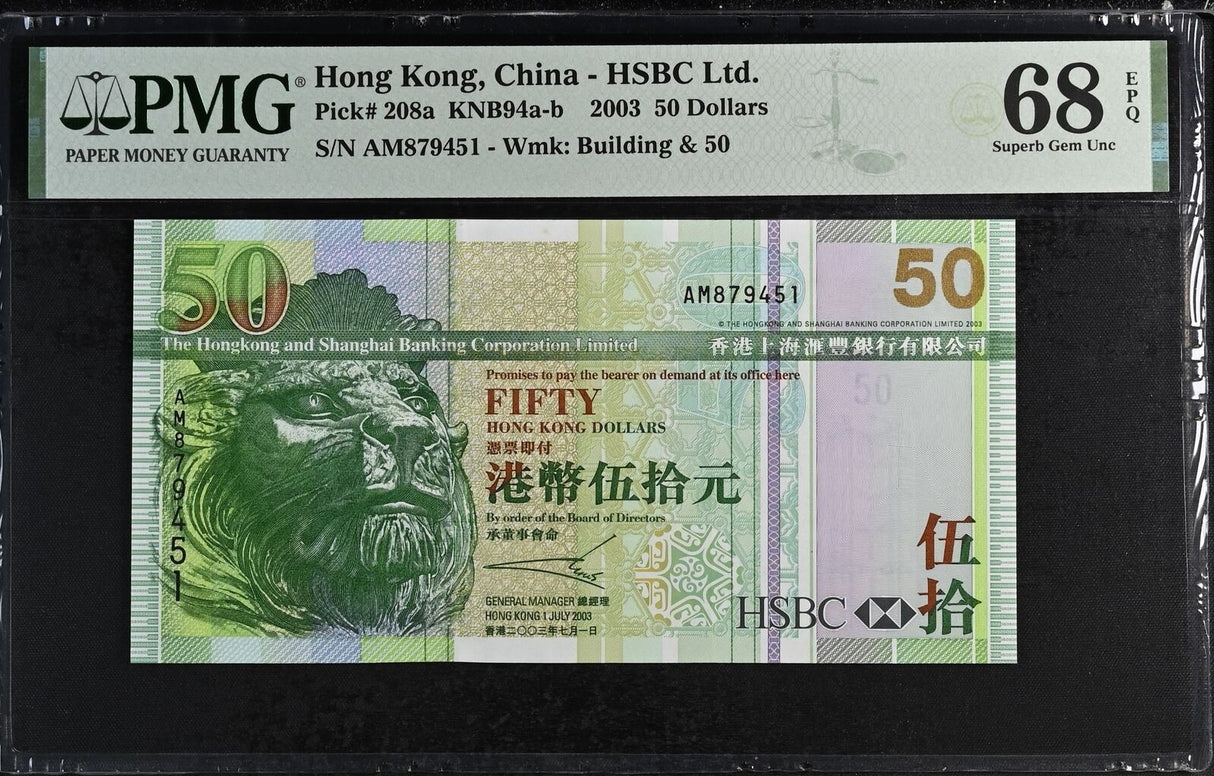 PMG®
PAPER MONEY GUARANTY
Hong Kong, China - HSBC Ltd.
Pick# 208a KNB94a-b 2003 50 Dollars
S/N AM879451 - Wmk: Building & 50
68
EPQ
Superb Gem Unc
50
AM879451
50
© THE HONGKONG AND SHANGHAI BANKING CORPORATION LIMITED 2003
The Hongkong and Shanghai Banking Corporation Limited
香港上海滙豐銀行有限公司
Promises to pay the bearer on demand at its office here
50
AM879451
FIFTY
HONG KONG DOLLARS
憑票即付
港幣伍拾元
By order of the Board of Directors
承董事會命
GENERAL MANAGER 總經理
HONG KONG 1 JULY 2003
香港二〇〇三年七月一日
伍拾
HSBC